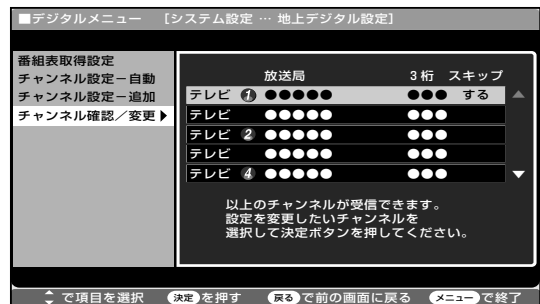 ■デジタルメニュー [システム設定 … 地上デジタル設定]
番組表取得設定
チャンネル設定－自動
チャンネル設定－追加
チャンネル確認／変更▶
放送局 3桁 スキップ
テレビ ① ●●●●● ●●● する ▲
テレビ ●●●●● ●●●
テレビ ② ●●●●● ●●●
テレビ ●●●●● ●●●
テレビ ④ ●●●●● ●●● ▼
以上のチャンネルが受信できます。
設定を変更したいチャンネルを
選択して決定ボタンを押してください。
で項目を選択 決定を押す 戻るで前の画面に戻る メニューで終了